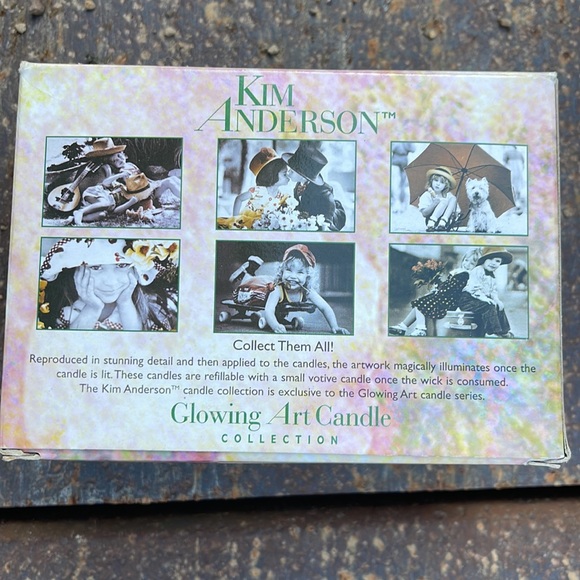 KIM
ANDERSON™
Collect Them All!
Reproduced in stunning detail and then applied to the candles, the artwork magically illuminates once the
candle is lit. These candles are refillable with a small votive candle once the wick is consumed.
The Kim Anderson™ candle collection is exclusive to the Glowing Art candle series.
Glowing Art Candle
COLLECTION